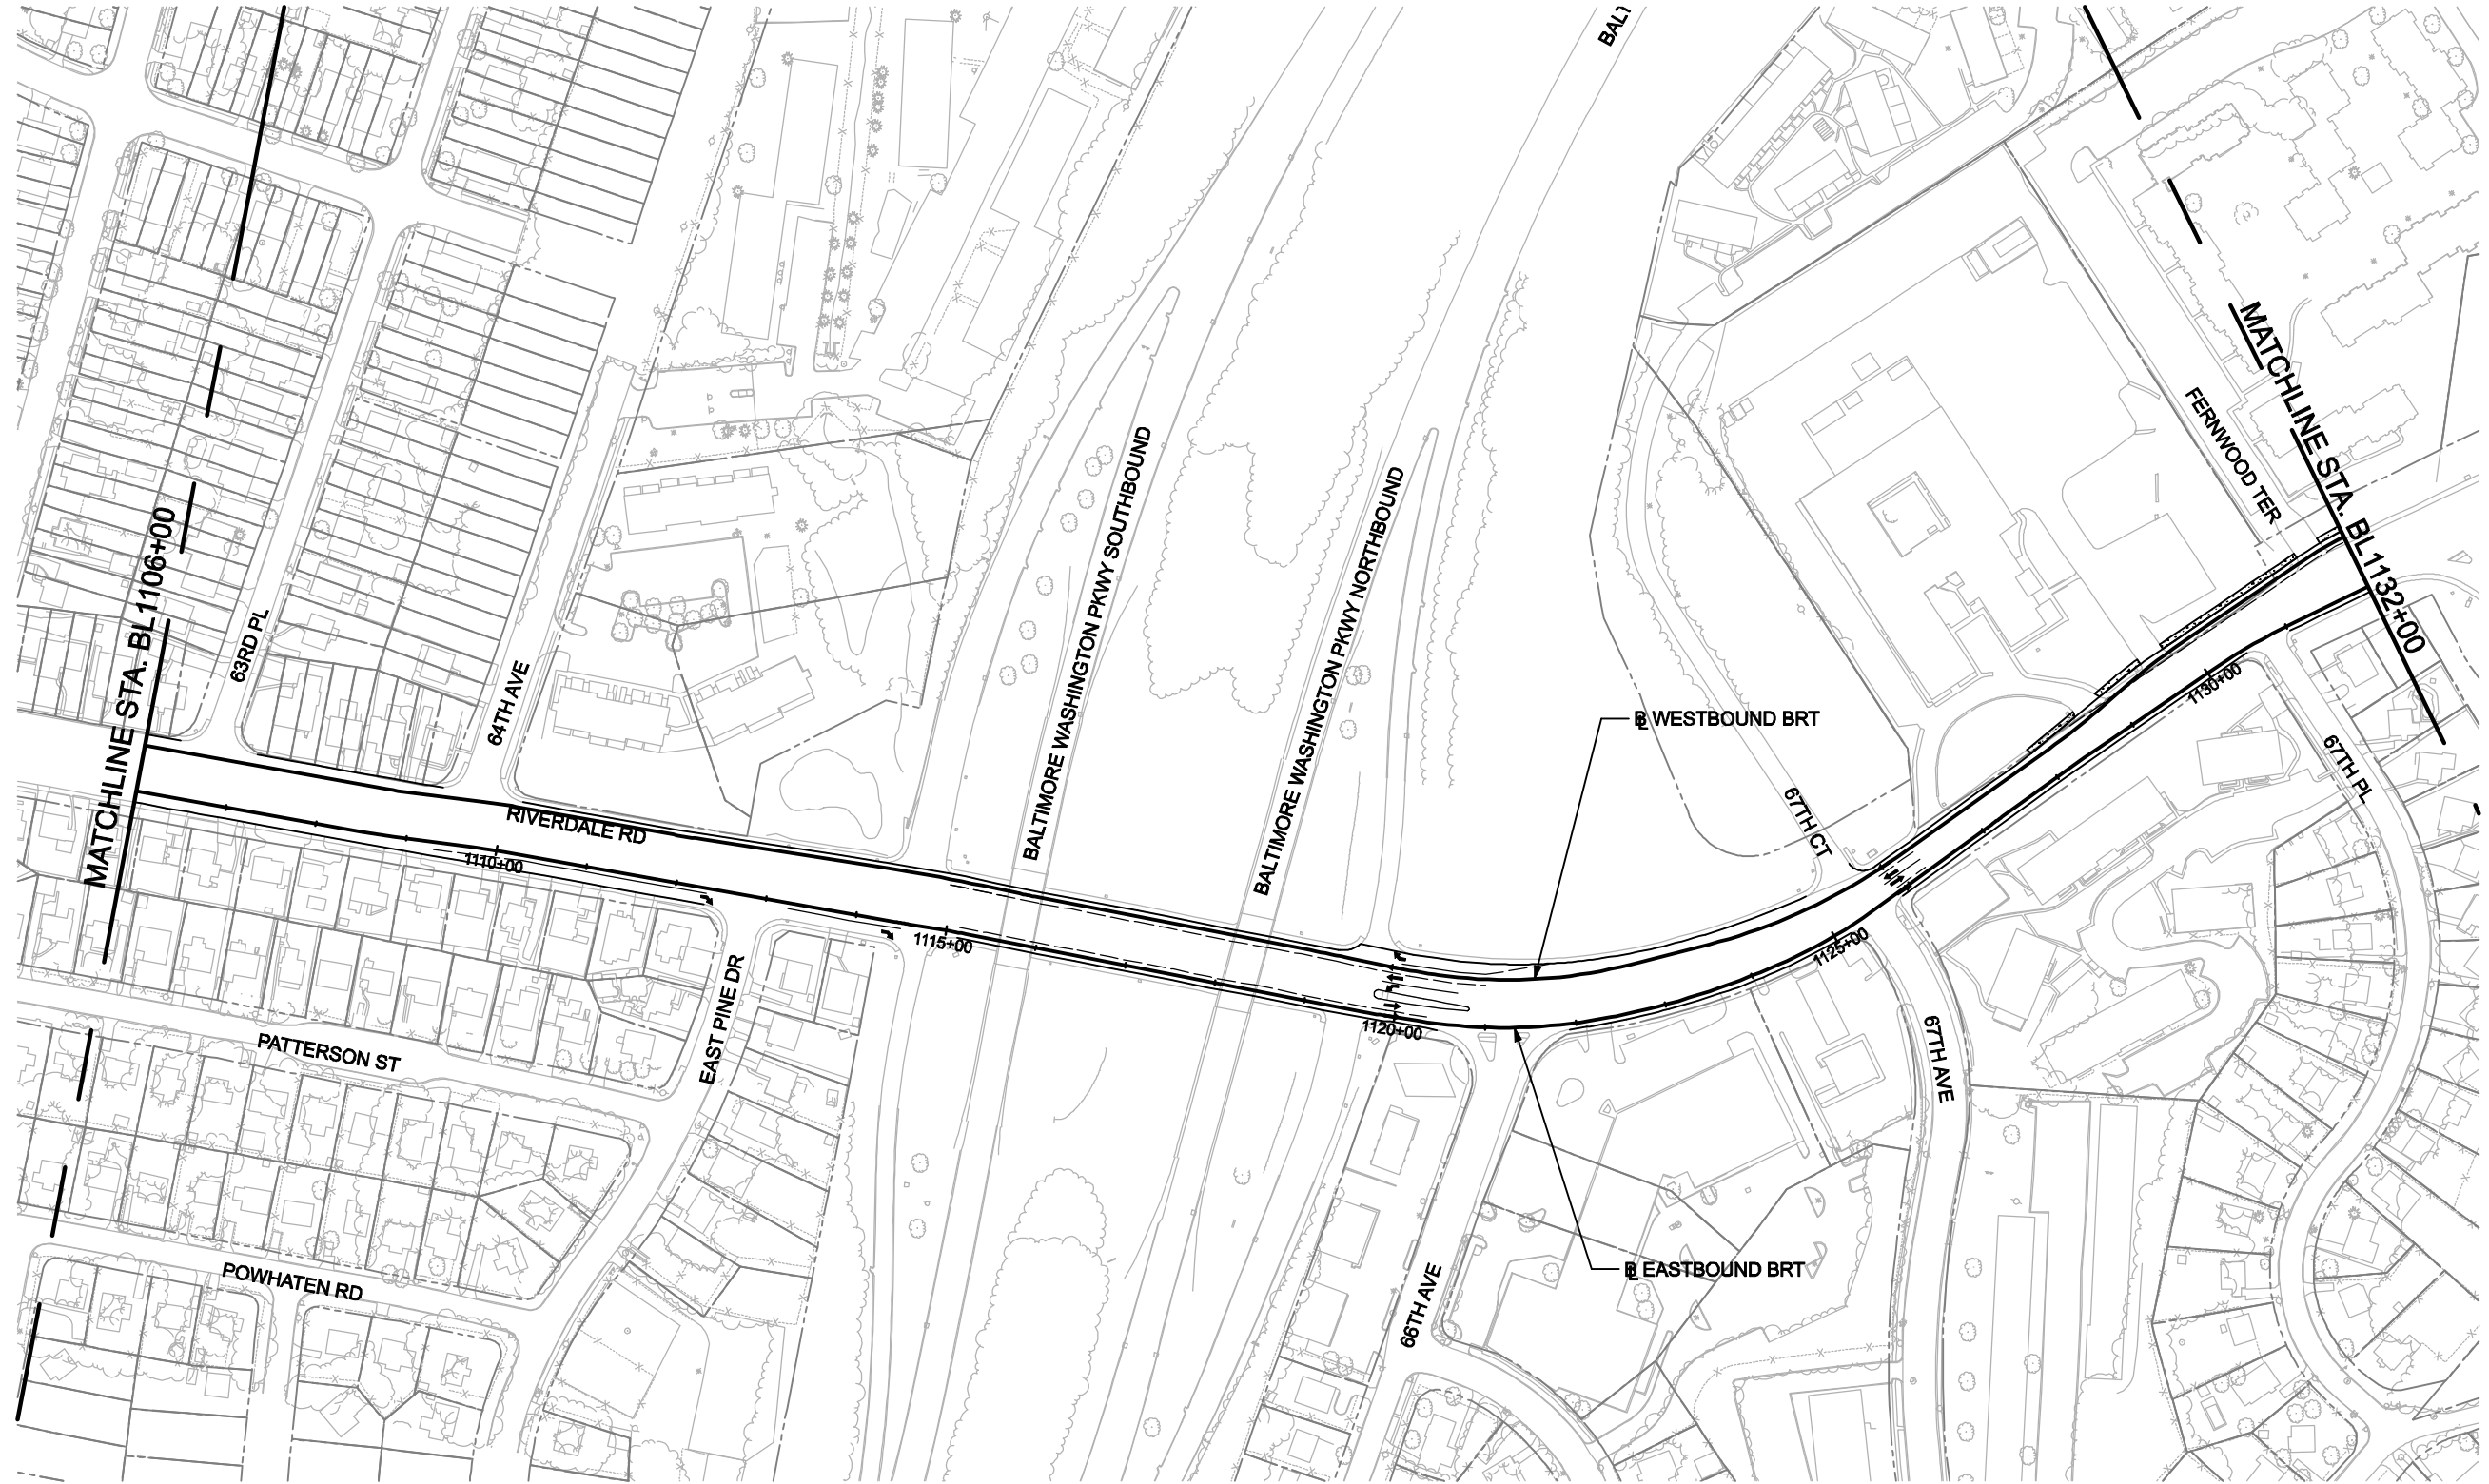 BALT
MATCHLINE STA. BL1106+00
63RD PL
64TH AVE
RIVERDALE RD
1110+00
BALTIMORE WASHINGTON PKWY SOUTHBOUND
BALTIMORE WASHINGTON PKWY NORTHBOUND
BL WESTBOUND BRT
67TH CT
FERNWOOD TER
MATCHLINE STA. BL1132+00
1130+00
67TH PL
1115+00
1120+00
1125+00
67TH AVE
EAST PINE DR
PATTERSON ST
POWHATEN RD
66TH AVE
BL EASTBOUND BRT